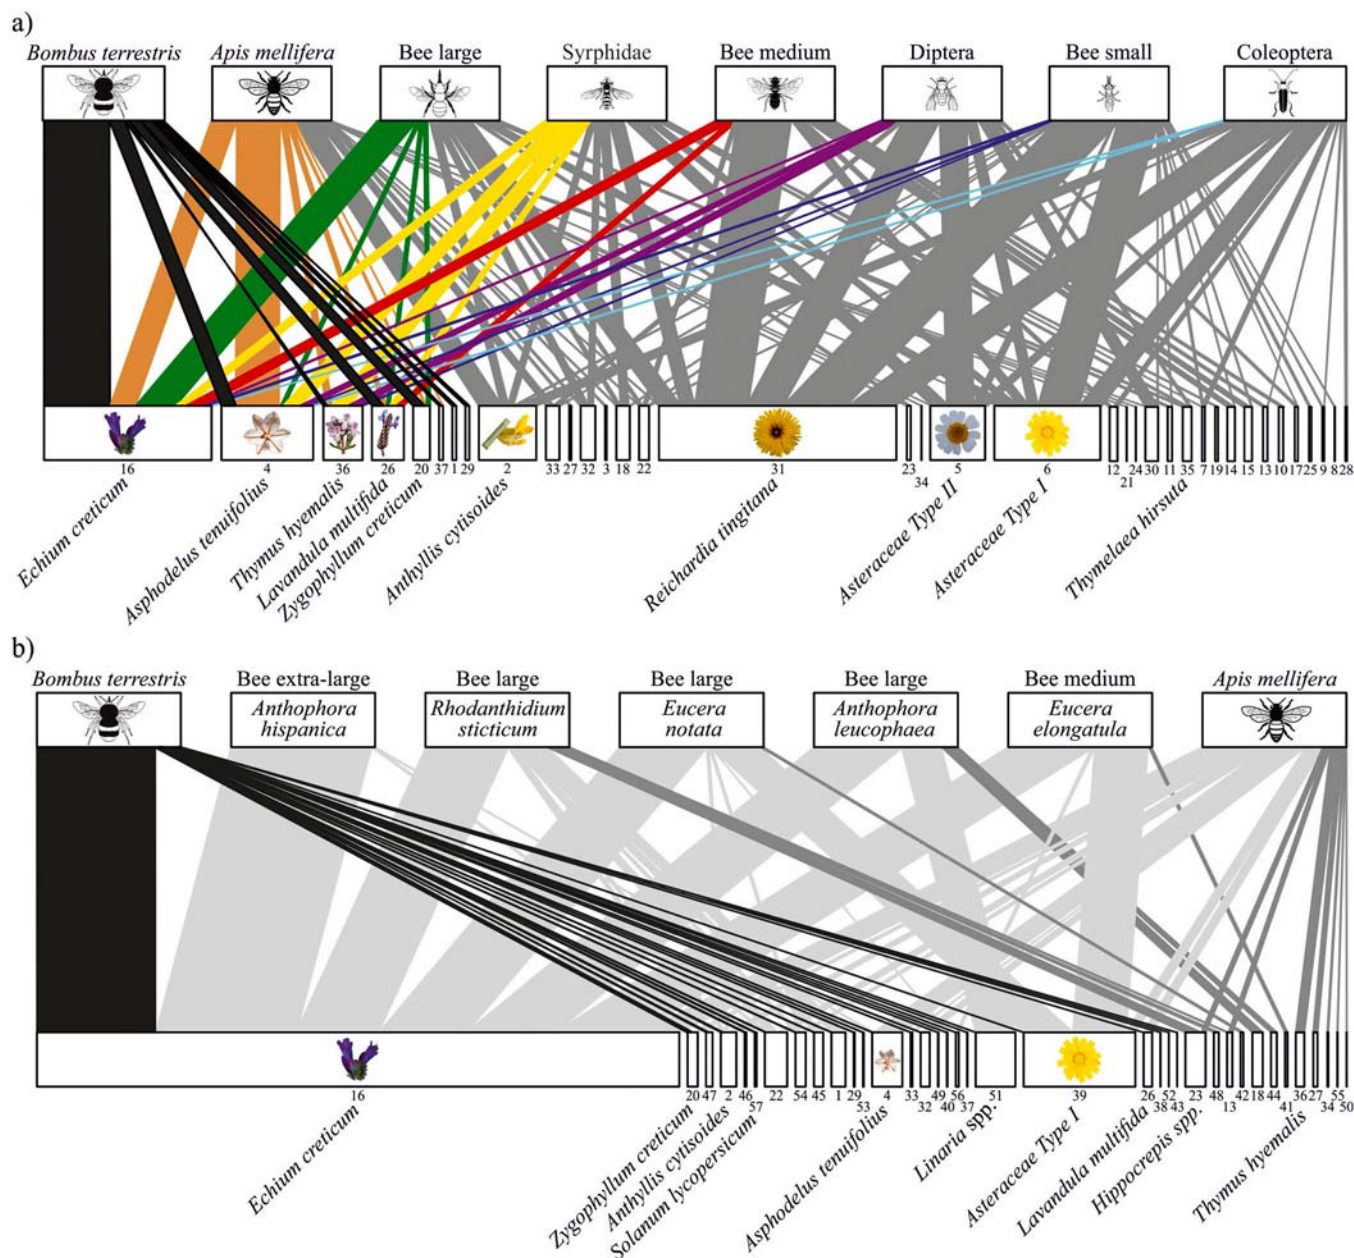 a)
Bombus terrestris Apis mellifera Bee large Syrphidae Bee medium Diptera Bee small Coleoptera
16 4 36 26 20 37 1 29 2 33 27 32 3 18 22 31 23 34 5 6 12 21 24 30 11 35 7 19 14 15 13 10 17 25 9 8 28
Echium creticum
Asphodelus tenuifolius
Thymus hyemalis
Lavandula multifida
Zygophyllum creticum
Anthyllis cytisoides
Reichardia tingitana
Asteraceae Type II
Asteraceae Type I
Thymelaea hirsuta
b)
Bombus terrestris Bee extra-large Bee large Bee large Bee large Bee medium Apis mellifera
Anthophora Rhodanthidium Eucera Anthophora Eucera
hispanica sticticum notata leucophaea elongatula
16 20 47 2 46 57 22 54 45 1 29 53 4 33 32 49 40 56 37 51 39 26 38 52 43 23 48 13 42 18 44 41 36 27 34 55 50
Echium creticum
Zygophyllum creticum
Anthyllis cytisoides
Solanum lycopersicum
Asphodelus tenuifolius
Linaria spp.
Asteraceae Type I
Lavandula multifida
Hippocrepis spp.
Thymus hyemalis